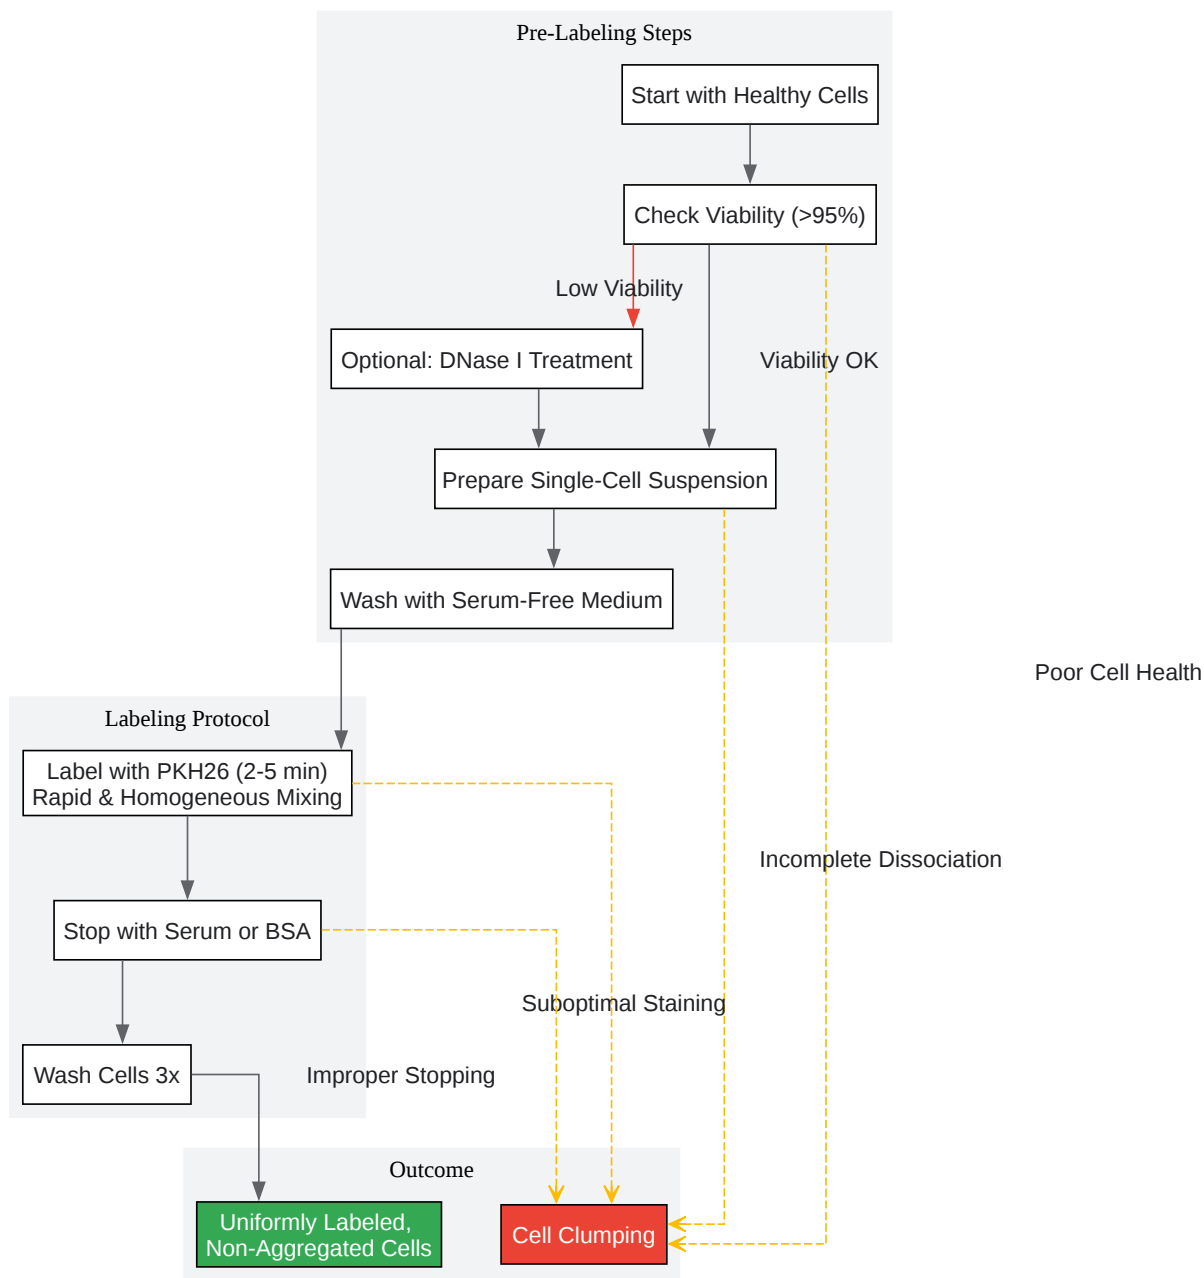 Pre-Labeling Steps
Start with Healthy Cells
Check Viability (>95%)
Low Viability
Optional: DNase I Treatment
Viability OK
Prepare Single-Cell Suspension
Wash with Serum-Free Medium
Poor Cell Health
Labeling Protocol
Label with PKH26 (2-5 min)
Rapid & Homogeneous Mixing
Incomplete Dissociation
Stop with Serum or BSA
Suboptimal Staining
Wash Cells 3x
Improper Stopping
Outcome
Uniformly Labeled,
Non-Aggregated Cells
Cell Clumping